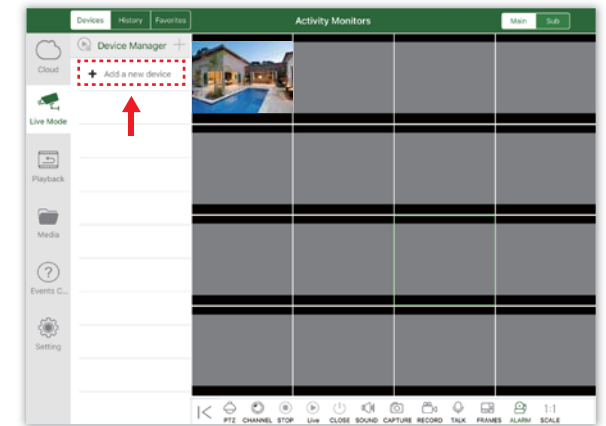 Devices History Favorites Activity Monitors Main Sub
Device Manager
Cloud
Add a new device
Live Mode
Playback
Media
Events C...
Setting
1:1
PTZ CHANNEL STOP Live CLOSE SOUND CAPTURE RECORD TALK FRAMES ALARM SCALE